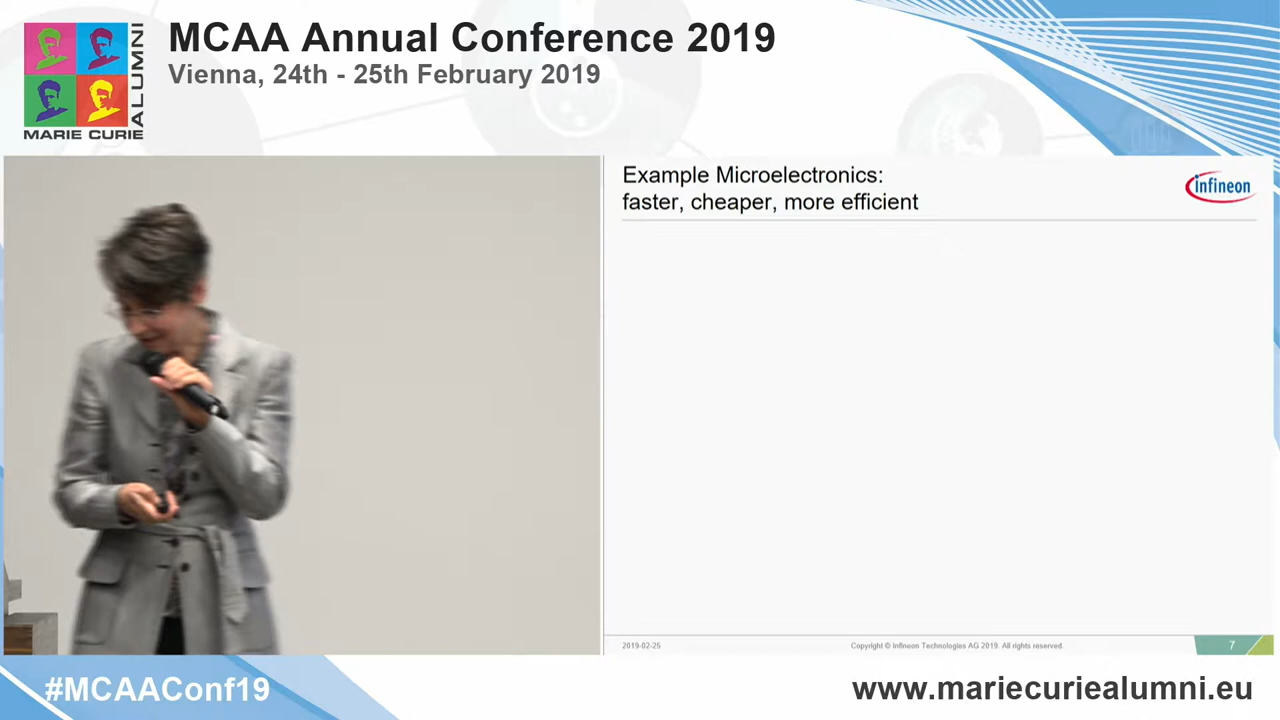 MCAA Annual Conference 2019
Vienna, 24th - 25th February 2019
ALUMNI
MARIE CURIE
Example Microelectronics:
faster, cheaper, more efficient
infineon
2019-02-25
Copyright © Infineon Technologies AG 2019. All rights reserved.
7
#MCAAConf19
www.mariecuriealumni.eu